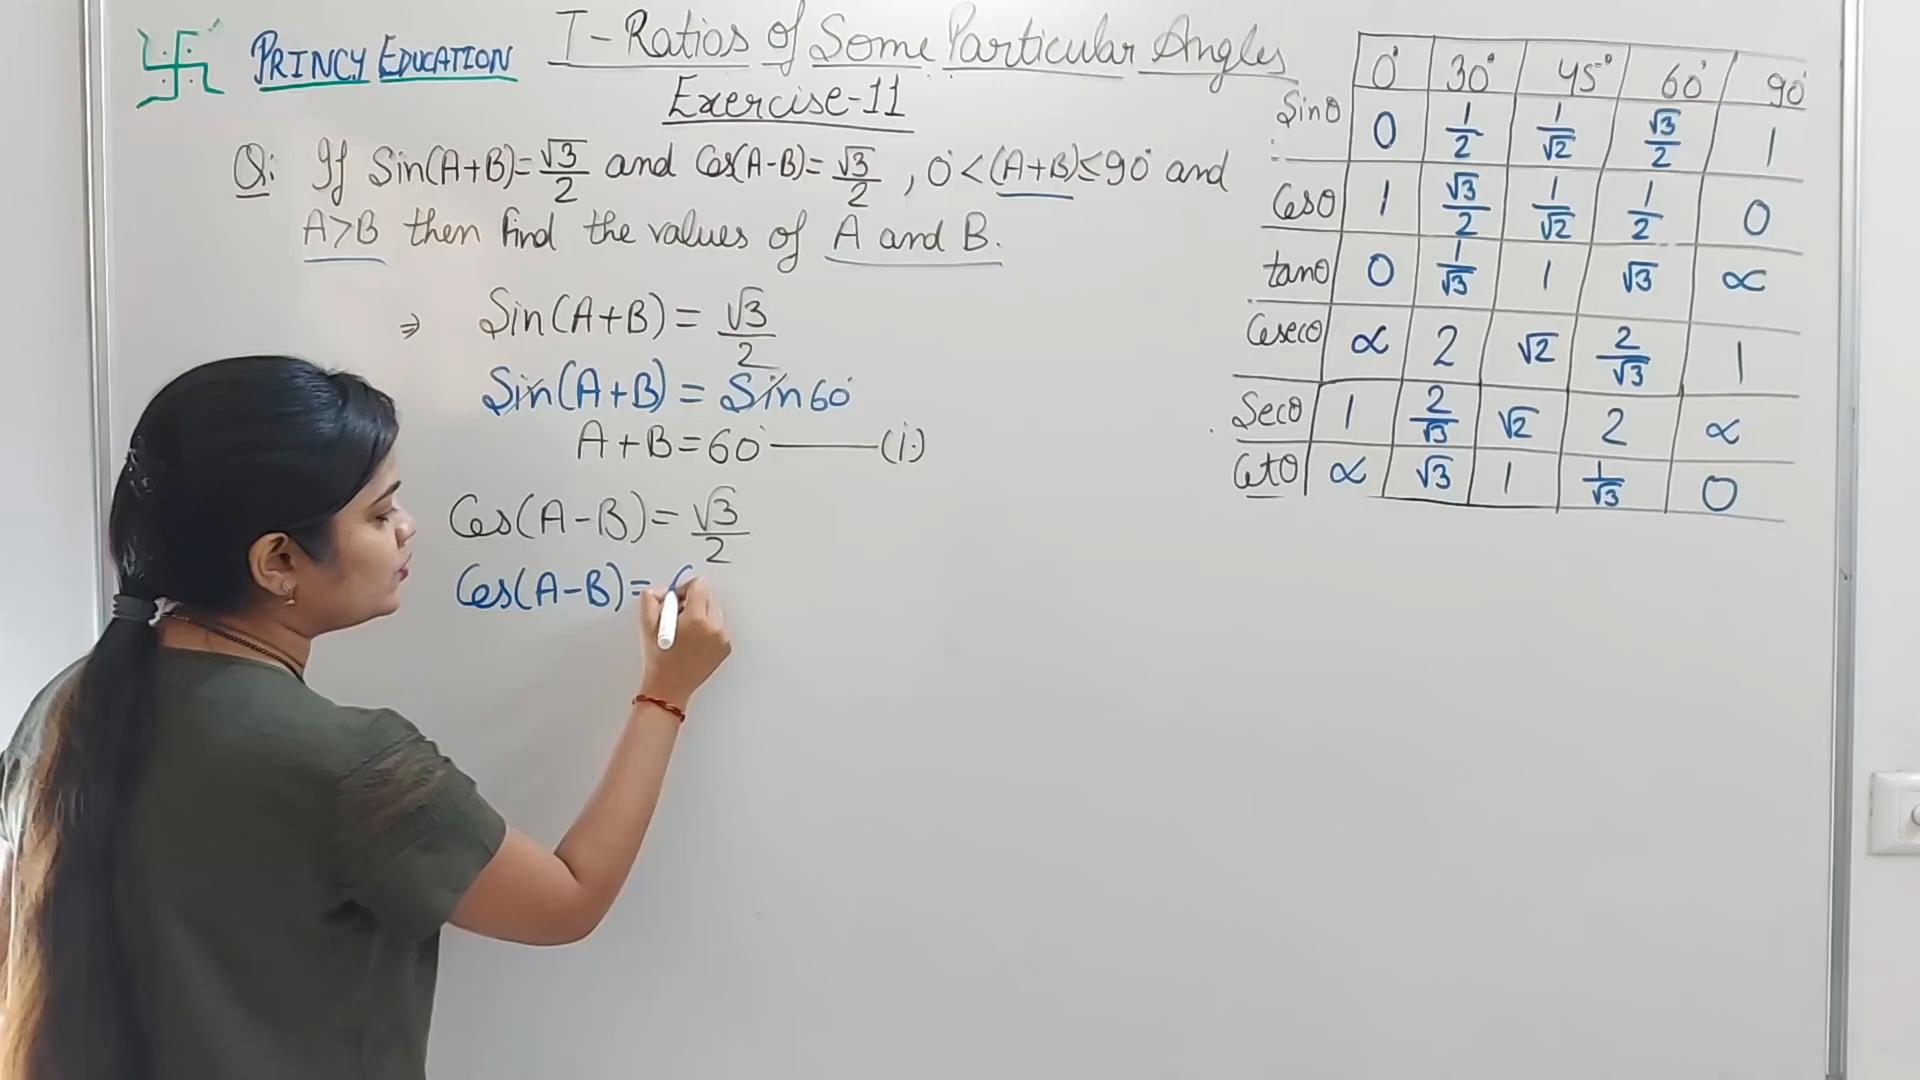 PRINCY EDUCATION
T-Ratios of Some Particular Angles
Exercise-11
Q: If Sin(A+B)=√3/2 and Cos(A-B)=√3/2, 0°<(A+B)≤90° and
A>B then find the values of A and B.
⇒ Sin(A+B)=√3/2
Sin(A+B)=Sin60°
A+B=60° ——(i)
Cos(A-B)=√3/2
Cos(A-B)= C
0° 30° 45° 60° 90°
Sinθ 0 1/2 1/√2 √3/2 1
Cosθ 1 √3/2 1/√2 1/2 0
tanθ 0 1/√3 1 √3 ∝
Cosecθ ∝ 2 √2 2/√3 1
Secθ 1 2/√3 √2 2 ∝
Cotθ ∝ √3 1 1/√3 0